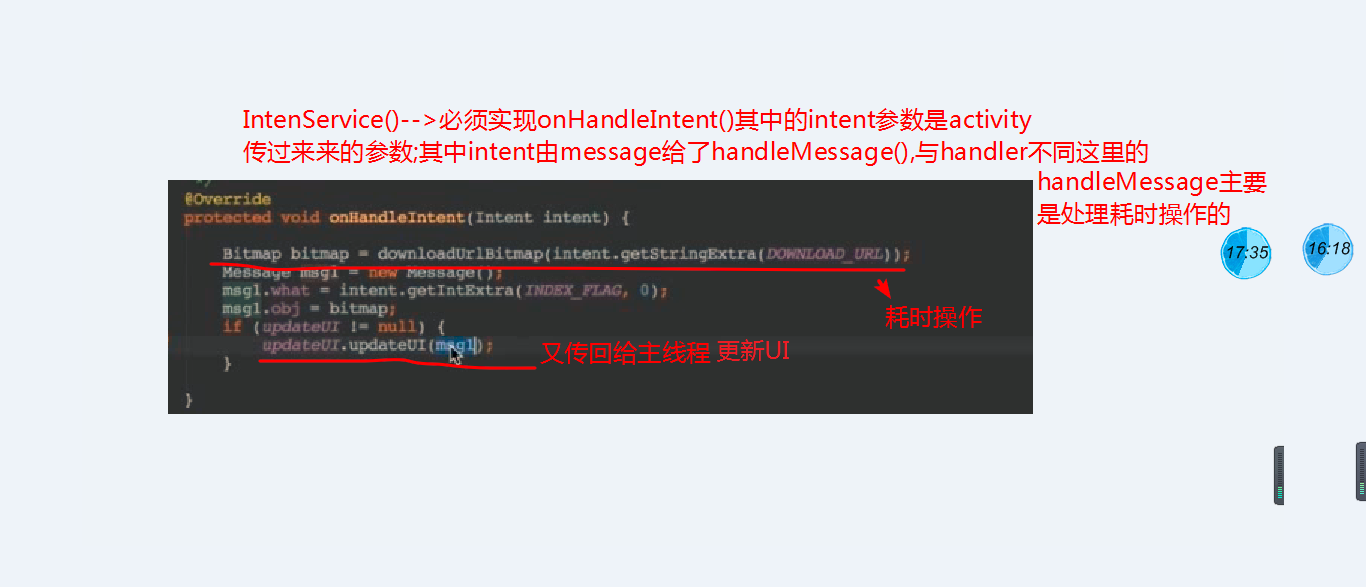 IntenService()-->必须实现onHandleIntent()其中的intent参数是activity
传过来来的参数;其中intent由message给了handleMessage(),与handler不同这里的
handleMessage主要
是处理耗时操作的
*/
@Override
protected void onHandleIntent(Intent intent) {
Bitmap bitmap = downloadUrlBitmap(intent.getStringExtra(DOWNLOAD_URL));
Message msg1 = new Message();
msg1.what = intent.getIntExtra(INDEX_FLAG, 0);
msg1.obj = bitmap;
耗时操作
if (updateUI != null) {
updateUI.updateUI(msg1);
又传回给主线程 更新UI
}
}
17:35
16:18